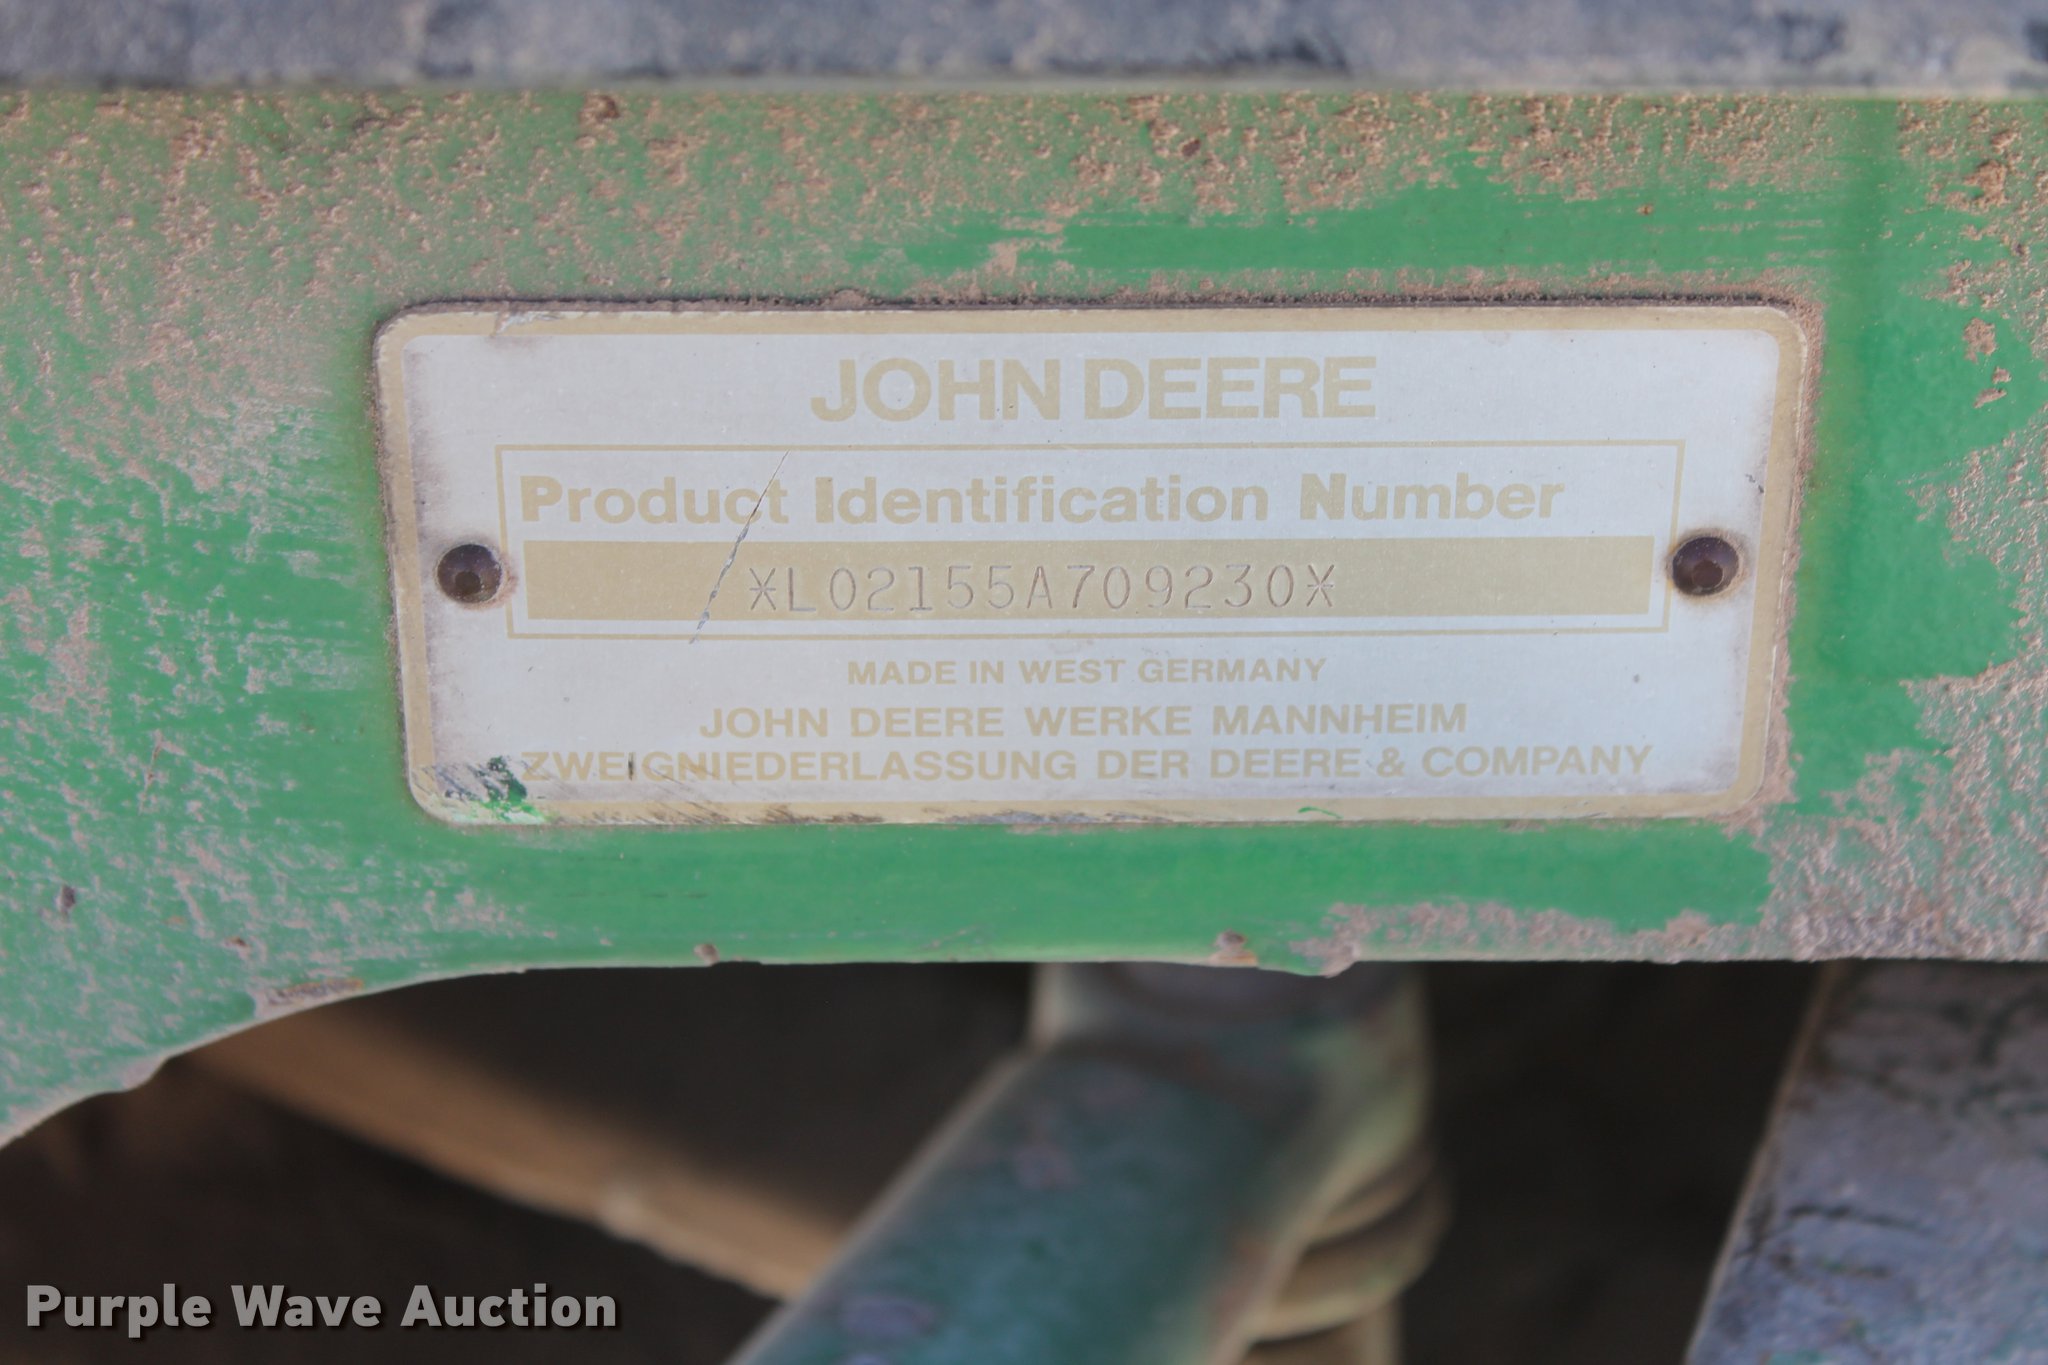 JOHN DEERE
Product Identification Number
*L02155A709230*
MADE IN WEST GERMANY
JOHN DEERE WERKE MANNHEIM
ZWEIGNIEDERLASSUNG DER DEERE & COMPANY
Purple Wave Auction